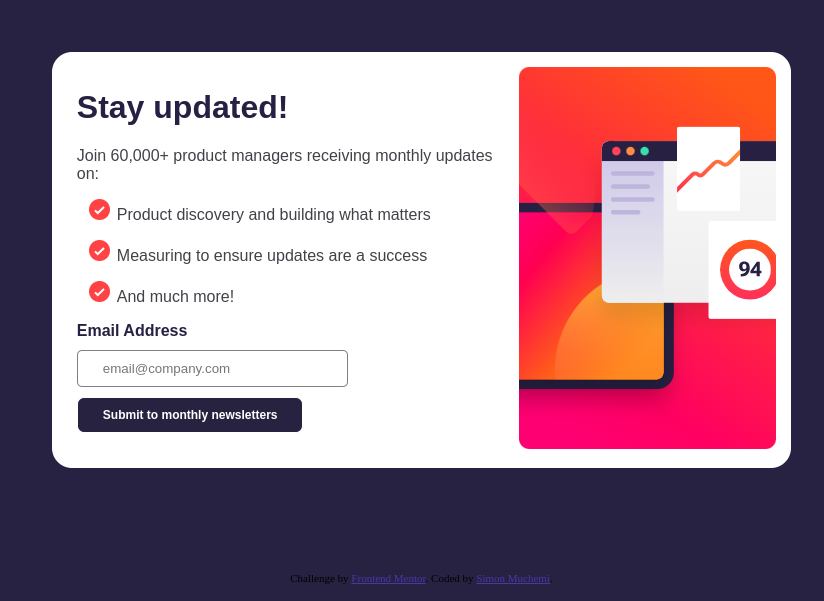 Stay updated!
Join 60,000+ product managers receiving monthly updates
on:
Product discovery and building what matters
Measuring to ensure updates are a success
And much more!
Email Address
email@company.com
Submit to monthly newsletters
94
Challenge by Frontend Mentor. Coded by Simon Muchemi.